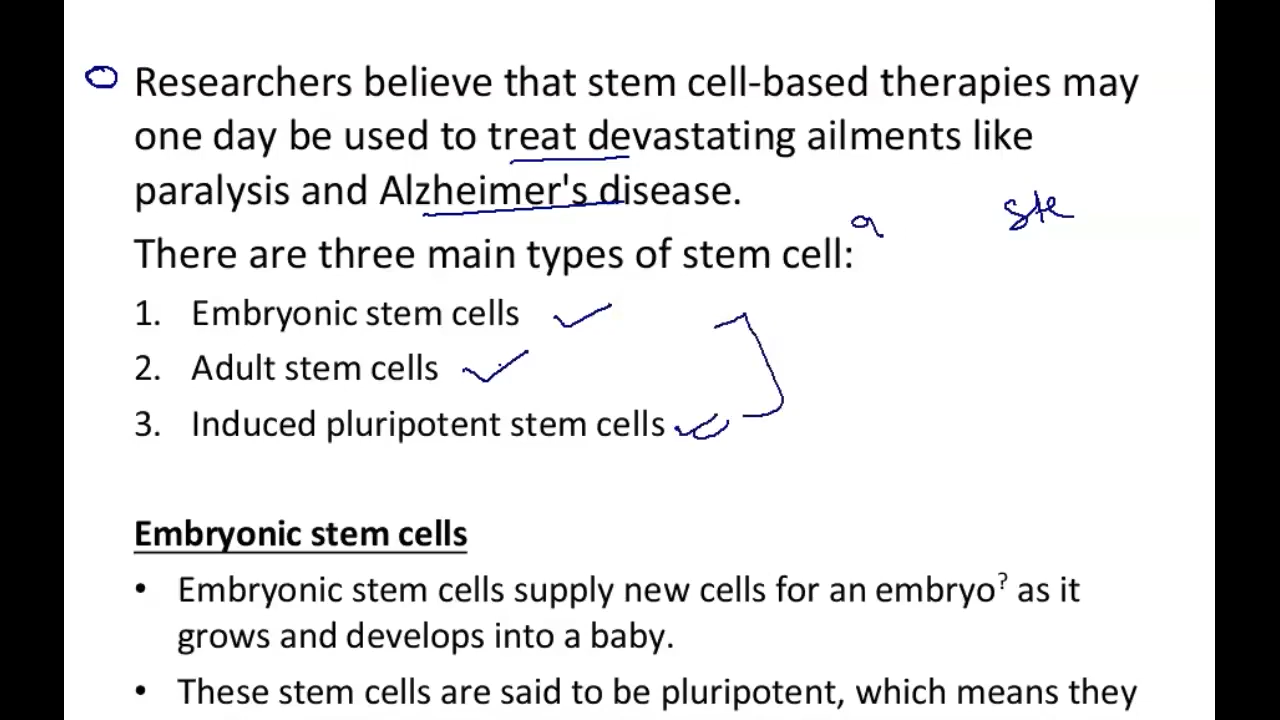 Researchers believe that stem cell-based therapies may
one day be used to treat devastating ailments like
paralysis and Alzheimer's disease.
Ste
There are three main types of stem cell:
1. Embryonic stem cells
2. Adult stem cells
3. Induced pluripotent stem cells
Embryonic stem cells
• Embryonic stem cells supply new cells for an embryo? as it
grows and develops into a baby.
• These stem cells are said to be pluripotent, which means they